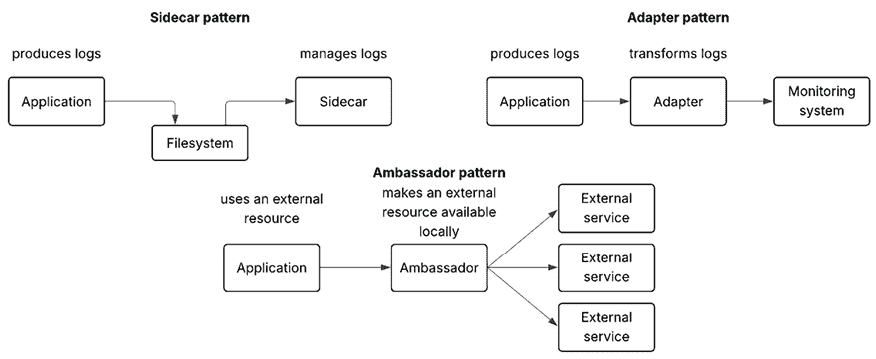 Sidecar pattern
produces logs
manages logs
Application
Filesystem
Sidecar
Adapter pattern
produces logs
transforms logs
Application
Adapter
Monitoring
system
Ambassador pattern
uses an external
resource
makes an external
resource available
locally
Application
Ambassador
External
service
External
service
External
service